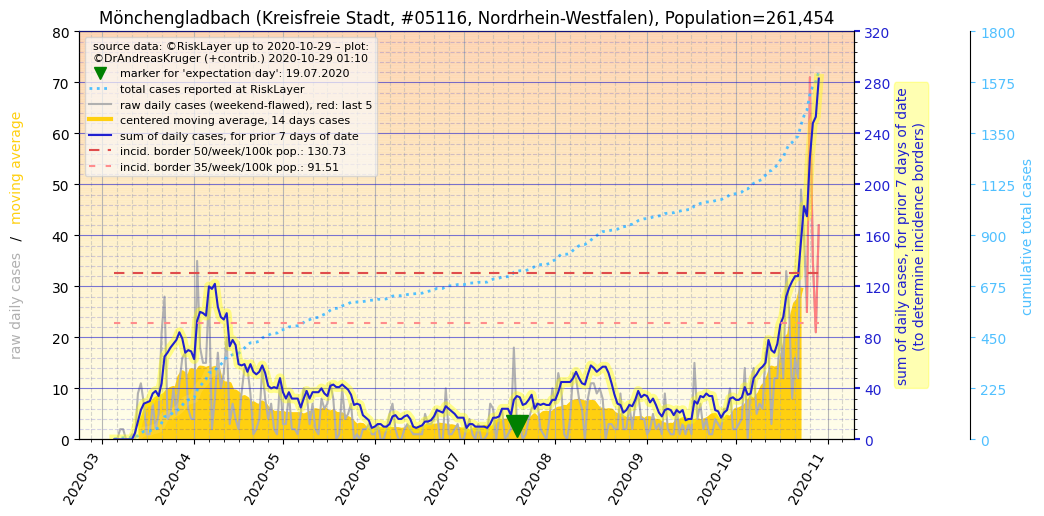 Mönchengladbach (Kreisfreie Stadt, #05116, Nordrhein-Westfalen), Population=261,454
source data: ©RiskLayer up to 2020-10-29 – plot:
©DrAndreasKruger (+contrib.) 2020-10-29 01:10
marker for 'expectation day': 19.07.2020
total cases reported at RiskLayer
raw daily cases (weekend-flawed), red: last 5
centered moving average, 14 days cases
sum of daily cases, for prior 7 days of date
incid. border 50/week/100k pop.: 130.73
incid. border 35/week/100k pop.: 91.51
raw daily cases / moving average
80
70
60
50
40
30
20
10
0
320
280
240
200
160
120
80
40
0
sum of daily cases, for prior 7 days of date
(to determine incidence borders)
1800
1575
1350
1125
900
675
450
225
0
cumulative total cases
2020-03
2020-04
2020-05
2020-06
2020-07
2020-08
2020-09
2020-10
2020-11